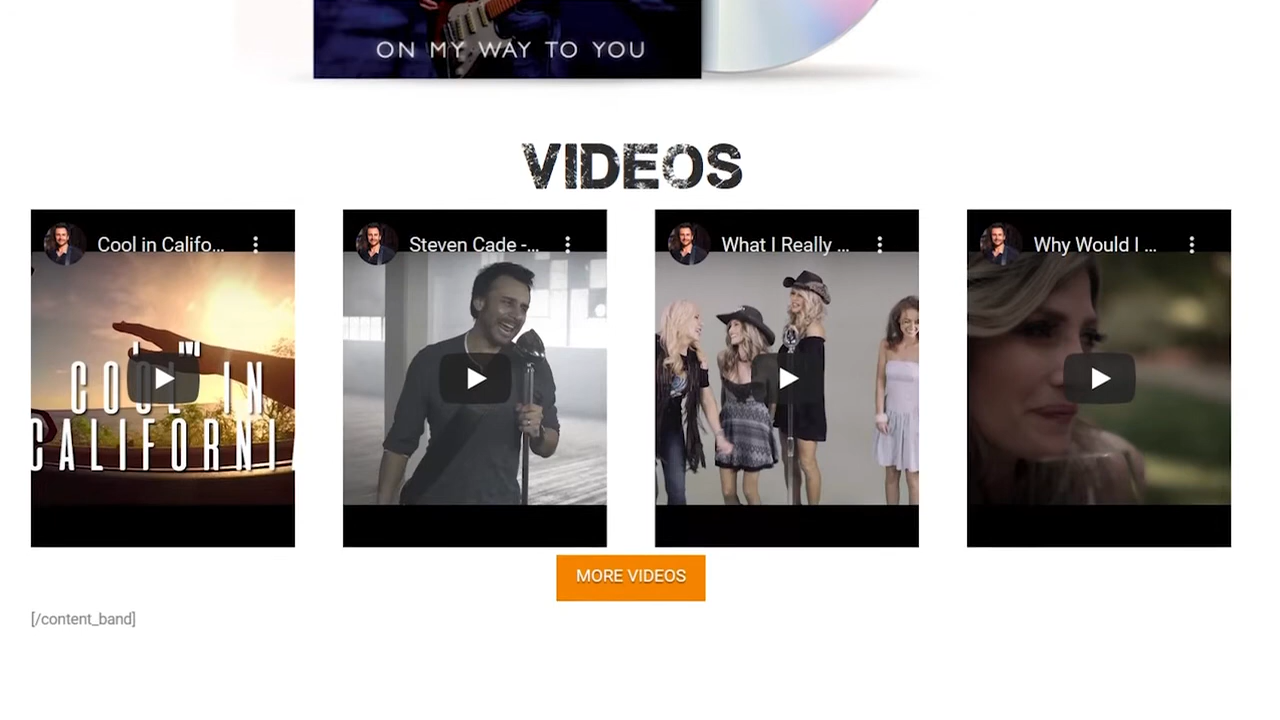 ON MY WAY TO YOU
VIDEOS
Cool in Califo...
Steven Cade -...
What I Really ...
Why Would I ...
COOL IN
CALIFORNI
MORE VIDEOS
[/content_band]